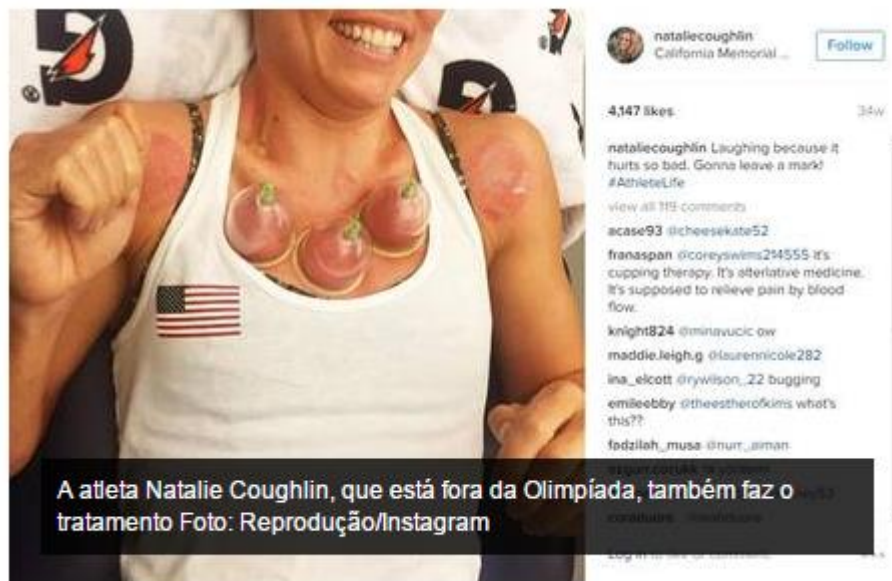 nataliecoughlin
California Memorial ...
Follow
4,147 likes
34w
nataliecoughlin Laughing because it
hurts so bad. Gonna leave a mark!
#AthleteLife
view all 119 comments
acase93 @cheesekate52
franaspan @coreyswims214555 It's
cupping therapy. It's alterlative medicine.
It's supposed to relieve pain by blood
flow.
knight824 @minavucic ow
maddie.leigh.g @laurennicole282
ina_elcott @rywilson_22 bugging
emileebby @theestherofkims what's
this??
fadzilah_musa @nurr_aiman
A atleta Natalie Coughlin, que está fora da Olimpíada, também faz o
tratamento Foto: Reprodução/Instagram
Log in